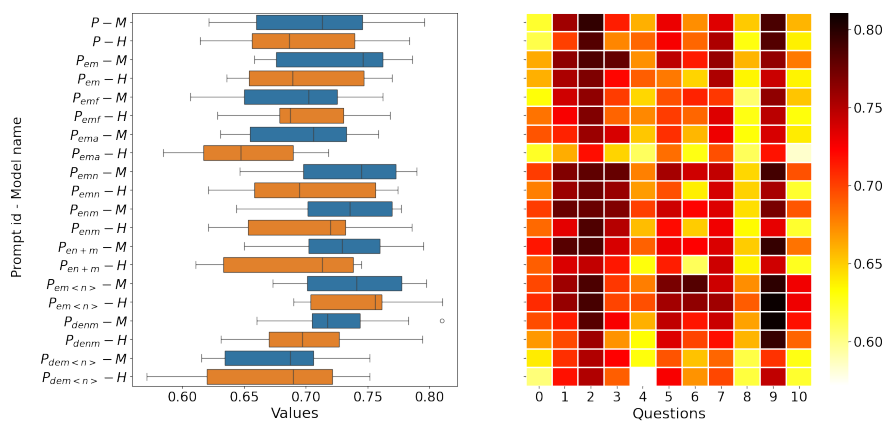 Prompt id - Model name
P − M
P − H
P_em − M
P_em − H
P_emf − M
P_emf − H
P_ema − M
P_ema − H
P_emn − M
P_emn − H
P_enm − M
P_enm − H
P_en+m − M
P_en+m − H
P_em<n> − M
P_em<n> − H
P_denm − M
P_denm − H
P_dem<n> − M
P_dem<n> − H
0.60 0.65 0.70 0.75 0.80
Values
0 1 2 3 4 5 6 7 8 9 10
Questions
0.80
0.75
0.70
0.65
0.60